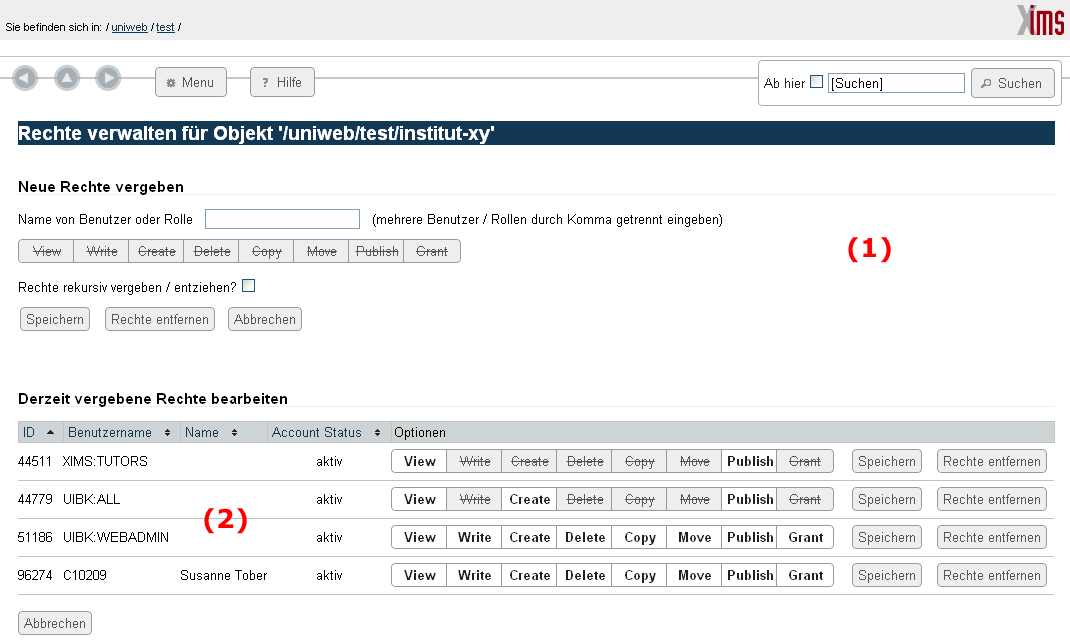 Sie befinden sich in: / uniweb / test /
Xims
Menu
? Hilfe
Ab hier
[Suchen]
Suchen
Rechte verwalten für Objekt '/uniweb/test/institut-xy'
Neue Rechte vergeben
Name von Benutzer oder Rolle (mehrere Benutzer / Rollen durch Komma getrennt eingeben)
View Write Create Delete Copy Move Publish Grant
(1)
Rechte rekursiv vergeben / entziehen?
Speichern Rechte entfernen Abbrechen
Derzeit vergebene Rechte bearbeiten
ID Benutzername Name Account Status Optionen
44511 XIMS:TUTORS aktiv View Write Create Delete Copy Move Publish Grant Speichern Rechte entfernen
44779 UIBK:ALL aktiv View Write Create Delete Copy Move Publish Grant Speichern Rechte entfernen
(2)
51186 UIBK:WEBADMIN aktiv View Write Create Delete Copy Move Publish Grant Speichern Rechte entfernen
96274 C10209 Susanne Tober aktiv View Write Create Delete Copy Move Publish Grant Speichern Rechte entfernen
Abbrechen